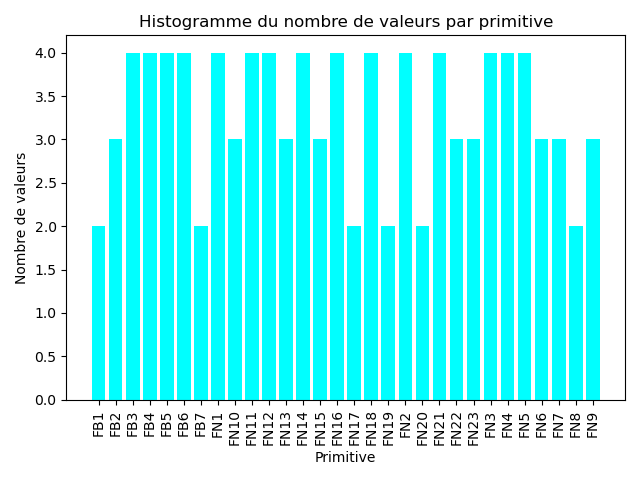 Histogramme du nombre de valeurs par primitive
Nombre de valeurs
4.0
3.5
3.0
2.5
2.0
1.5
1.0
0.5
0.0
FB1
FB2
FB3
FB4
FB5
FB6
FB7
FN1
FN10
FN11
FN12
FN13
FN14
FN15
FN16
FN17
FN18
FN19
FN2
FN20
FN21
FN22
FN23
FN3
FN4
FN5
FN6
FN7
FN8
FN9
Primitive